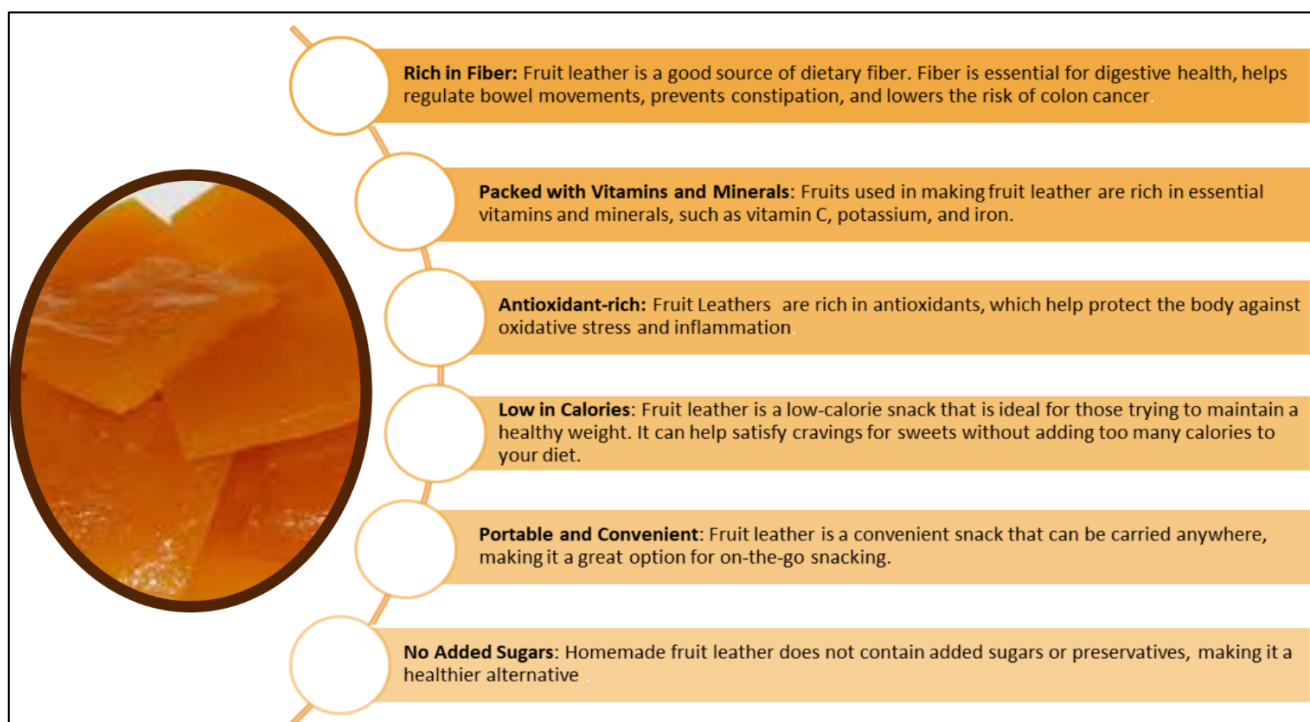 Rich in Fiber: Fruit leather is a good source of dietary fiber. Fiber is essential for digestive health, helps
regulate bowel movements, prevents constipation, and lowers the risk of colon cancer.
Packed with Vitamins and Minerals: Fruits used in making fruit leather are rich in essential
vitamins and minerals, such as vitamin C, potassium, and iron.
Antioxidant-rich: Fruit Leathers are rich in antioxidants, which help protect the body against
oxidative stress and inflammation.
Low in Calories: Fruit leather is a low-calorie snack that is ideal for those trying to maintain a
healthy weight. It can help satisfy cravings for sweets without adding too many calories to
your diet.
Portable and Convenient: Fruit leather is a convenient snack that can be carried anywhere,
making it a great option for on-the-go snacking.
No Added Sugars: Homemade fruit leather does not contain added sugars or preservatives, making it a
healthier alternative .